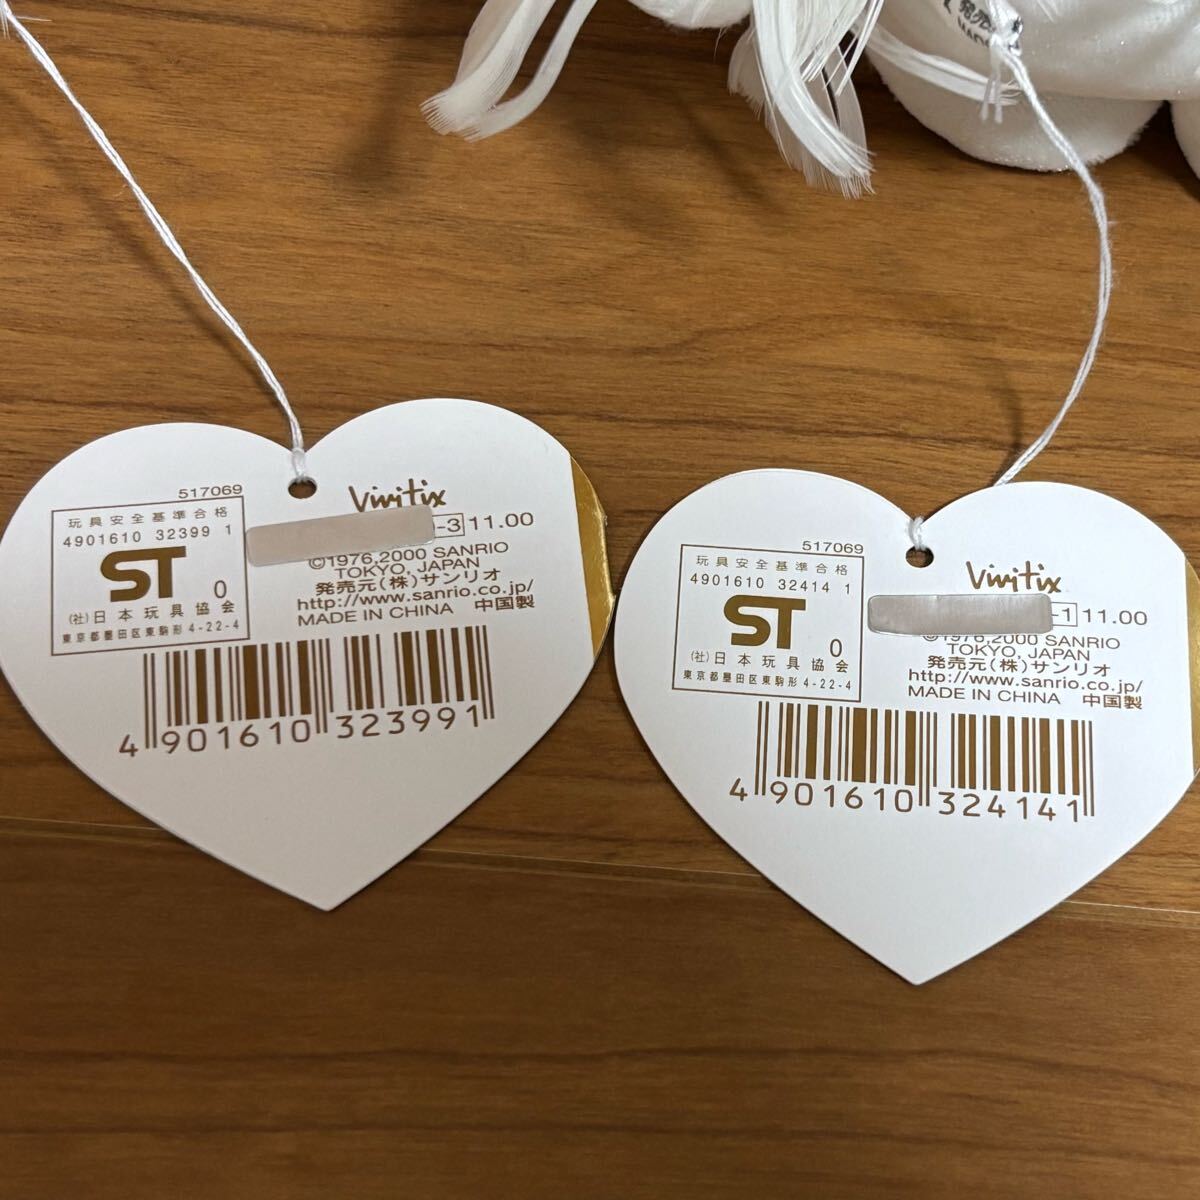 発売
MADE
517069
Vivitix
玩具安全基準合格
4901610 32399 1
ST 0
(社)日本玩具協会
東京都墨田区東駒形4-22-4
-3 11.00
©1976,2000 SANRIO
TOKYO, JAPAN
発売元(株)サンリオ
http://www.sanrio.co.jp/
MADE IN CHINA 中国製
4 901610 323991
517069
Vivitix
玩具安全基準合格
4901610 32414 1
ST 0
(社)日本玩具協会
東京都墨田区東駒形4-22-4
-1 11.00
©1976,2000 SANRIO
TOKYO, JAPAN
発売元(株)サンリオ
http://www.sanrio.co.jp/
MADE IN CHINA 中国製
4 901610 324141